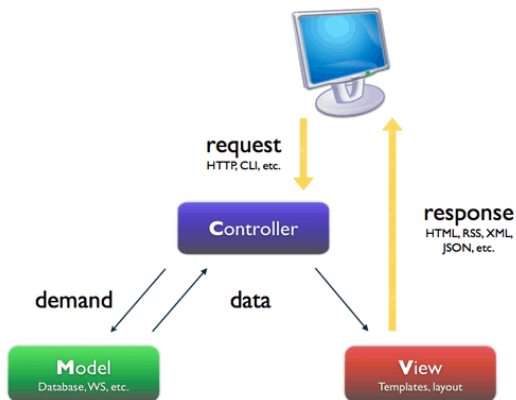 request
HTTP, CLI, etc.
Controller
response
HTML, RSS, XML,
JSON, etc.
demand
data
Model
Database, WS, etc.
View
Templates, layout